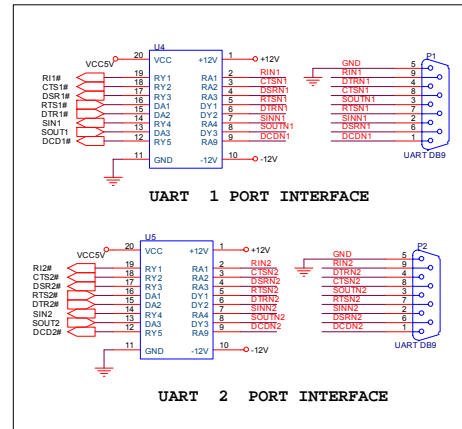 U4
VCC5V 20 VCC +12V 1 +12V
RI1# 19 RY1 RA1 2 RIN1
CTS1# 18 RY2 RA2 3 CTSN1
DSR1# 17 RY3 RA3 4 DSRN1
RTS1# 16 DA1 DY1 5 RTSN1
DTR1# 15 DA2 DY2 6 DTRN1
SIN1 14 RY4 RA4 7 SINN1
SOUT1 13 DA3 DY3 8 SOUTN1
DCD1# 12 RY5 RA9 9 DCDN1
11 GND -12V 10 -12V
P1
GND 5
RIN1 9
DTRN1 4
CTSN1 8
SOUTN1 3
RTSN1 7
SINN1 2
DSRN1 6
DCDN1 1
UART DB9
UART 1 PORT INTERFACE
U5
VCC5V 20 VCC +12V 1 +12V
RI2# 19 RY1 RA1 2 RIN2
CTS2# 18 RY2 RA2 3 CTSN2
DSR2# 17 RY3 RA3 4 DSRN2
RTS2# 16 DA1 DY1 5 RTSN2
DTR2# 15 DA2 DY2 6 DTRN2
SIN2 14 RY4 RA4 7 SINN2
SOUT2 13 DA3 DY3 8 SOUTN2
DCD2# 12 RY5 RA9 9 DCDN2
11 GND -12V 10 -12V
P2
GND 5
RIN2 9
DTRN2 4
CTSN2 8
SOUTN2 3
RTSN2 7
SINN2 2
DSRN2 6
DCDN2 1
UART DB9
UART 2 PORT INTERFACE